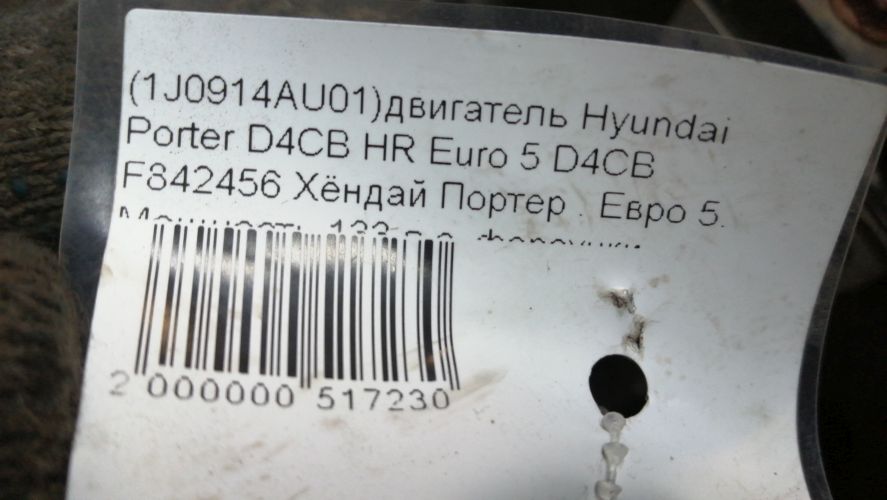 (1J0914AU01)двигатель Hyundai
Porter D4CB HR Euro 5 D4CB
F842456 Хёндай Портер . Евро 5.
2 000000 517230